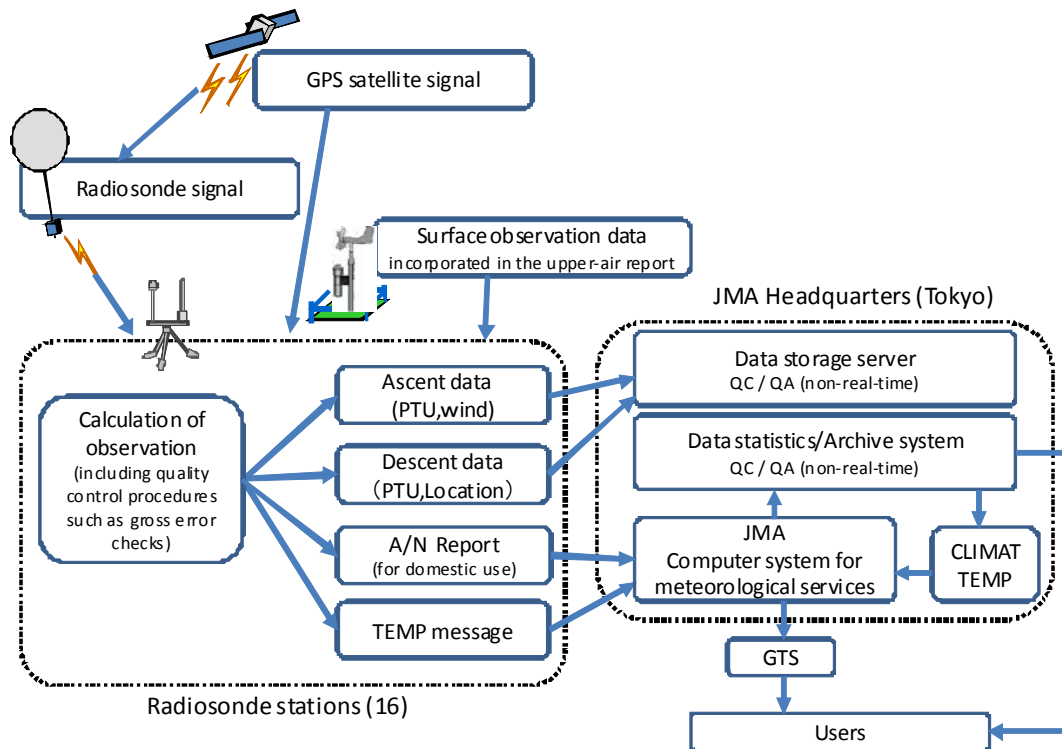 GPS satellite signal
Radiosonde signal
Surface observation data
incorporated in the upper-air report
JMA Headquarters (Tokyo)
Calculation of
observation
(including quality
control procedures
such as gross error
checks)
Ascent data
(PTU,wind)
Descent data
(PTU,Location)
A/N Report
(for domestic use)
TEMP message
Radiosonde stations (16)
Data storage server
QC / QA (non-real-time)
Data statistics/Archive system
QC / QA (non-real-time)
JMA
Computer system for
meteorological services
CLIMAT
TEMP
GTS
Users